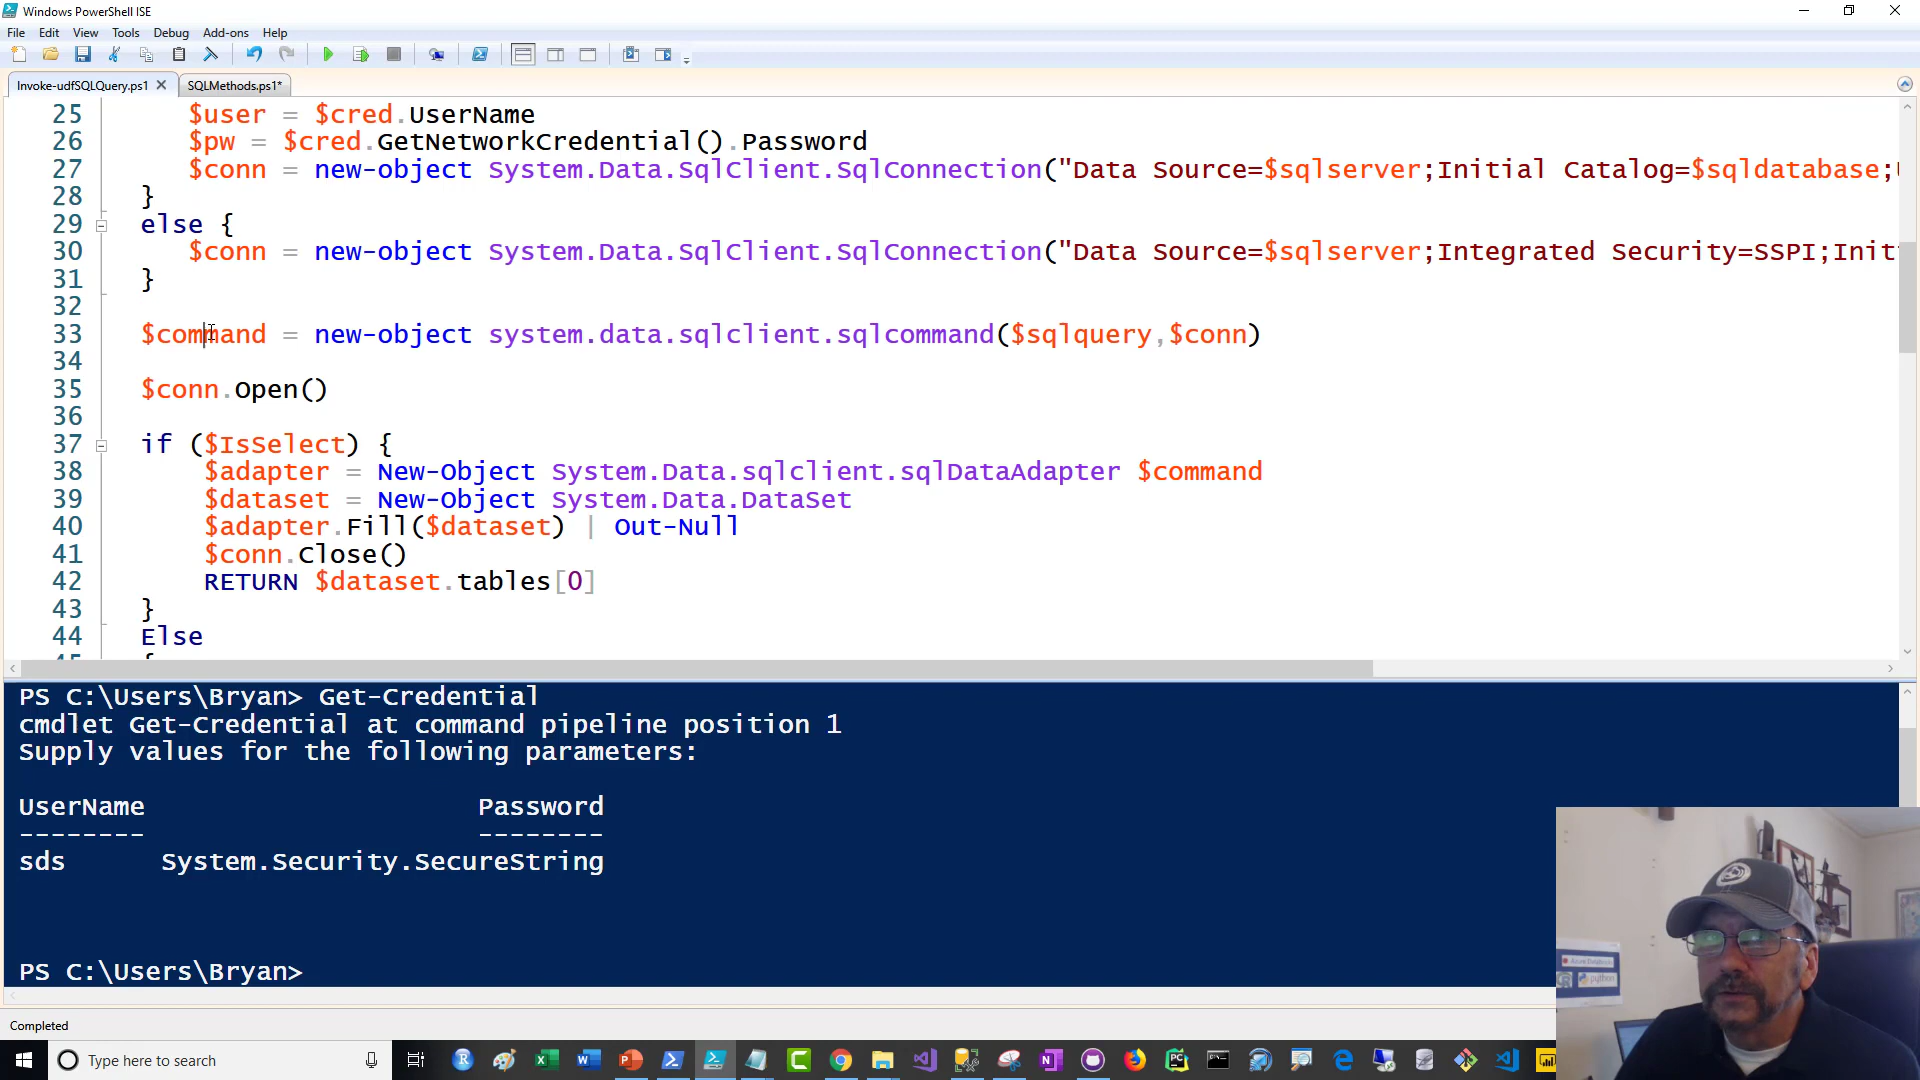 Windows PowerShell ISE
File Edit View Tools Debug Add-ons Help
Invoke-udfSQLQuery.ps1 SQLMethods.ps1*
25 $user = $cred.UserName
26 $pw = $cred.GetNetworkCredential().Password
27 $conn = new-object System.Data.SqlClient.SqlConnection("Data Source=$sqlserver;Initial Catalog=$sqldatabase;
28 }
29 else {
30 $conn = new-object System.Data.SqlClient.SqlConnection("Data Source=$sqlserver;Integrated Security=SSPI;Init
31 }
32
33 $command = new-object system.data.sqlclient.sqlcommand($sqlquery,$conn)
34
35 $conn.Open()
36
37 if ($IsSelect) {
38 $adapter = New-Object System.Data.sqlclient.sqlDataAdapter $command
39 $dataset = New-Object System.Data.DataSet
40 $adapter.Fill($dataset) | Out-Null
41 $conn.Close()
42 RETURN $dataset.tables[0]
43 }
44 Else
PS C:\Users\Bryan> Get-Credential
cmdlet Get-Credential at command pipeline position 1
Supply values for the following parameters:
UserName Password
-------- --------
sds System.Security.SecureString
PS C:\Users\Bryan>
python
Completed
Type here to search